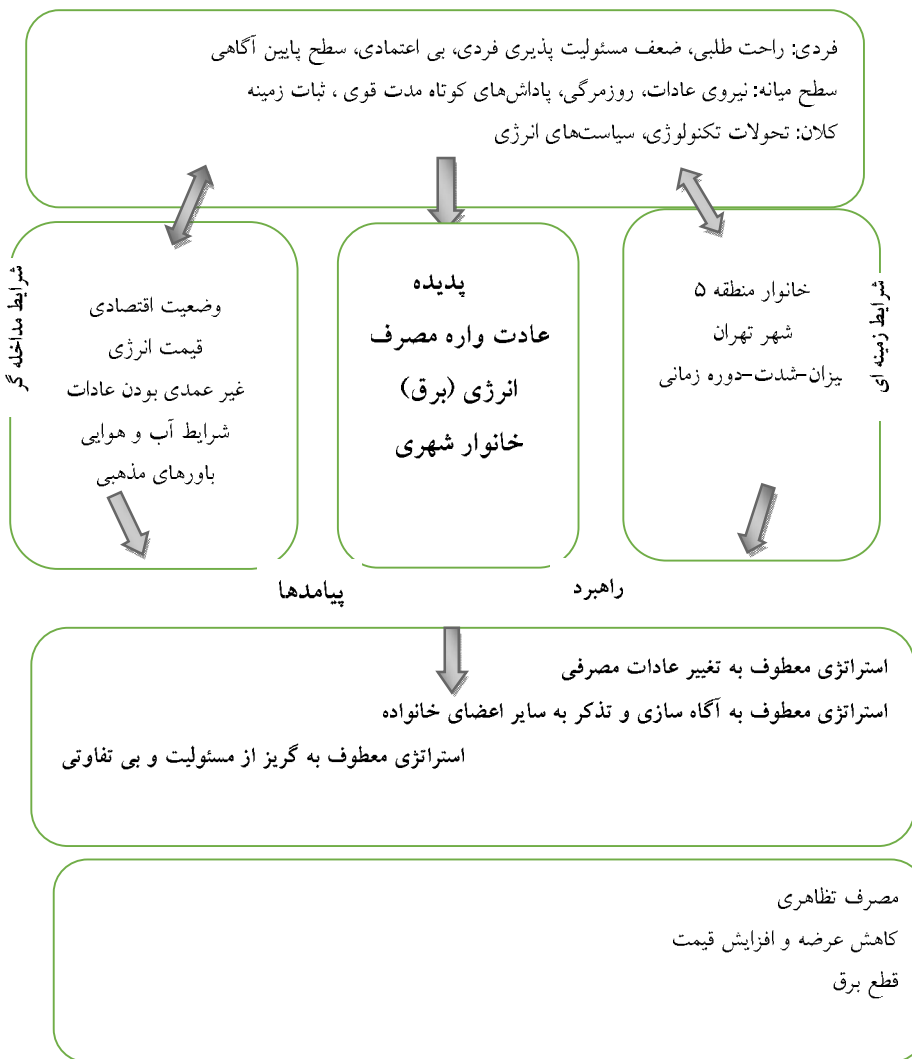 فردی: راحت طلبی، ضعف مسئولیت پذیری فردی، بی اعتمادی، سطح پایین آگاهی
سطح میانه: نیروی عادات، روزمرگی، پاداش‌های کوتاه مدت قوی ، ثبات زمینه
کلان: تحولات تکنولوژی، سیاست‌های انرژی
شرایط زمینه ای
خانوار منطقه ۵
شهر تهران
یزان-شدت-دوره زمانی
پدیده
عادت واره مصرف
انرژی (برق)
خانوار شهری
شرایط مداخله گر
وضعیت اقتصادی
قیمت انرژی
غیر عمدی بودن عادات
شرایط آب و هوایی
باورهای مذهبی
راهبرد
پیامدها
استراتژی معطوف به تغییر عادات مصرفی
استراتژی معطوف به آگاه سازی و تذکر به سایر اعضای خانواده
استراتژی معطوف به گریز از مسئولیت و بی تفاوتی
مصرف تظاهری
کاهش عرضه و افزایش قیمت
قطع برق